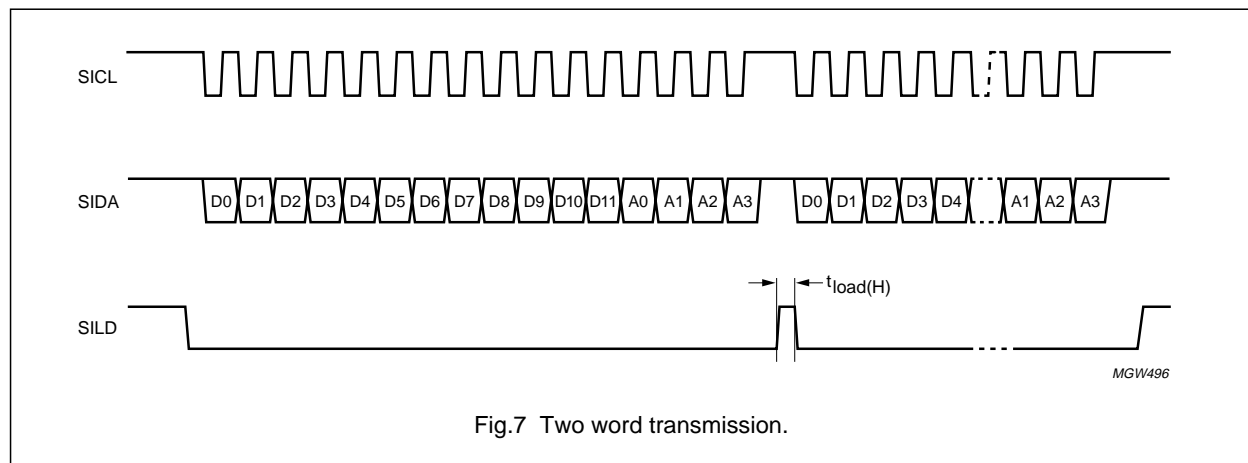 SICL
SIDA
D0 D1 D2 D3 D4 D5 D6 D7 D8 D9 D10 D11 A0 A1 A2 A3 D0 D1 D2 D3 D4 A1 A2 A3
tload(H)
SILD
MGW496
Fig.7 Two word transmission.